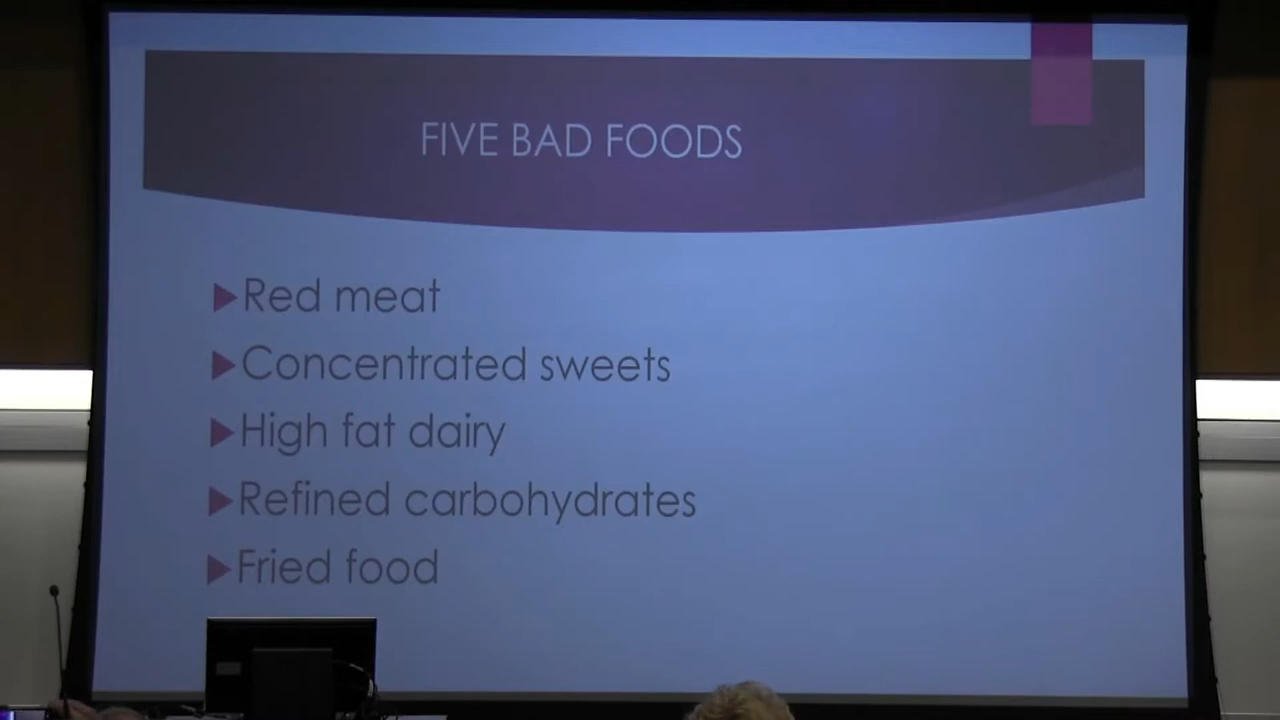 FIVE BAD FOODS
Red meat
Concentrated sweets
High fat dairy
Refined carbohydrates
Fried food